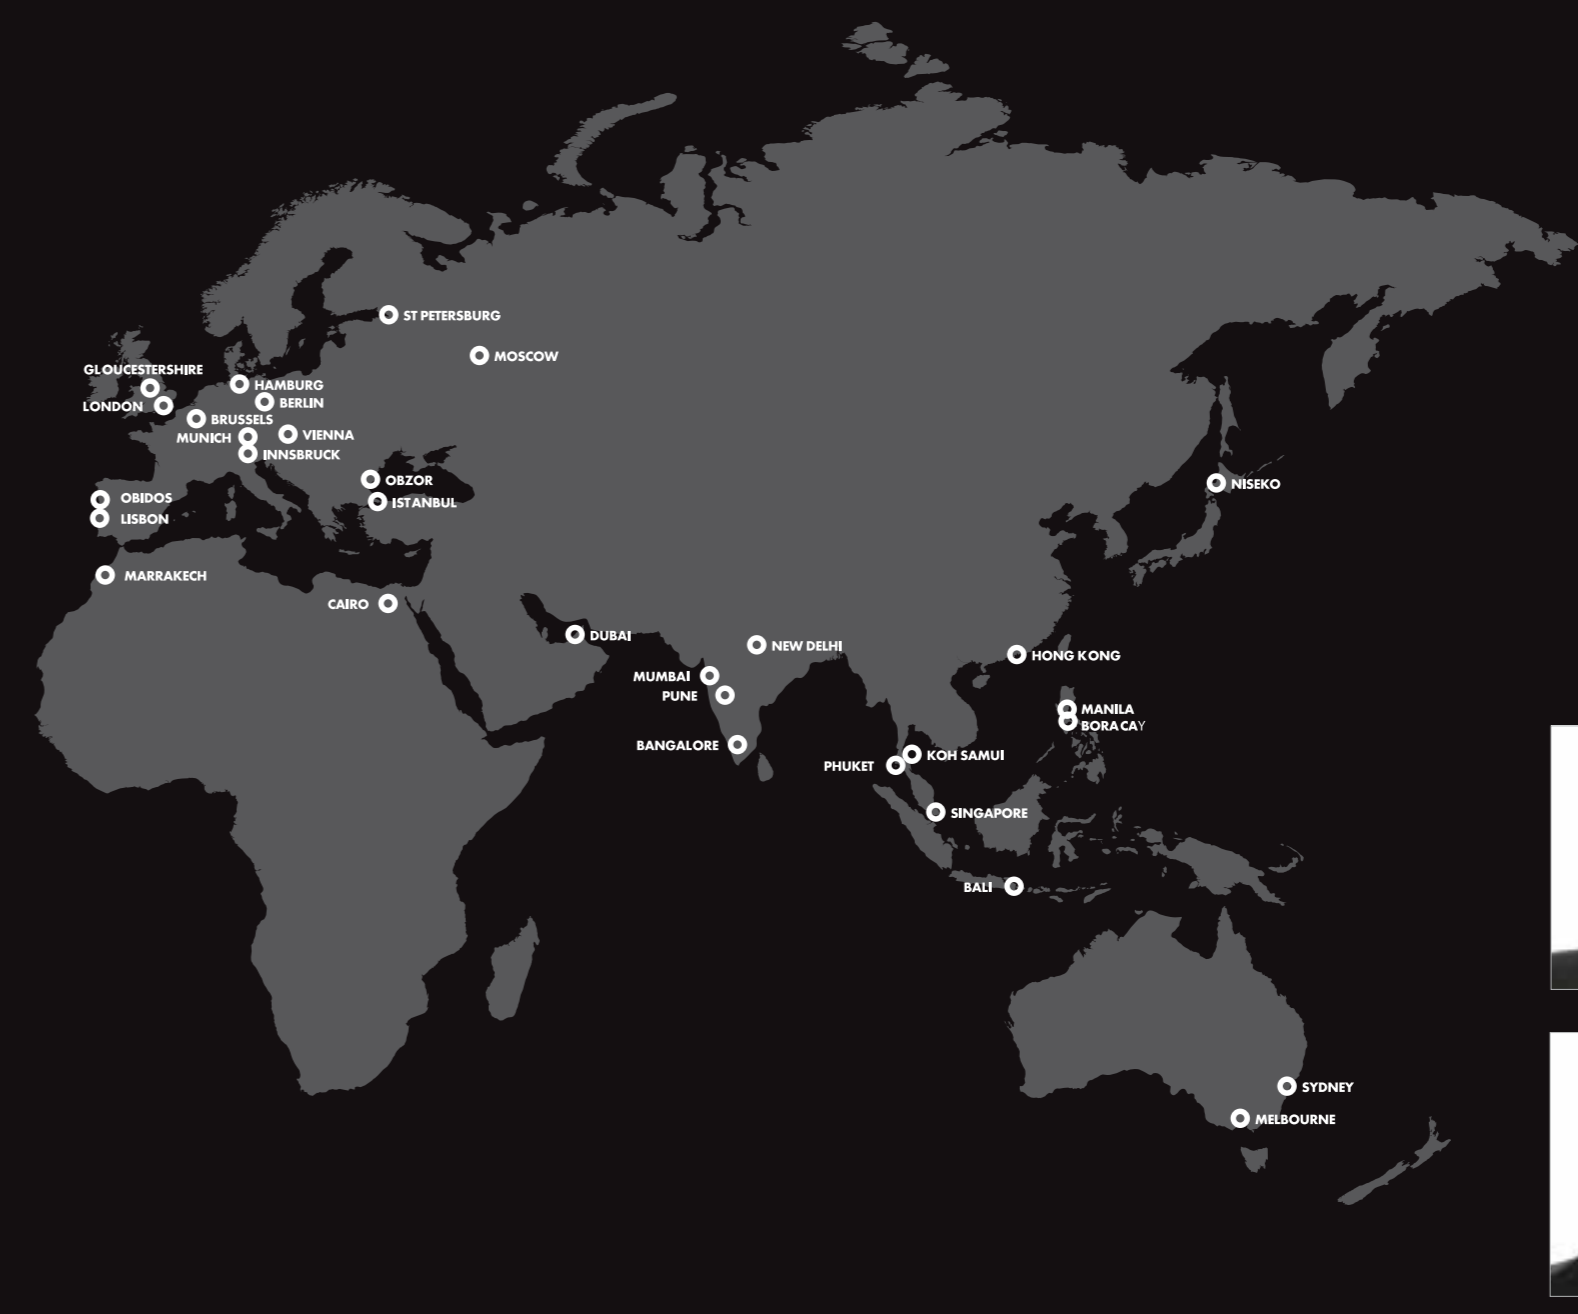 ST PETERSBURG
MOSCOW
GLOUCESTERSHIRE
HAMBURG
LONDON
BERLIN
BRUSSELS
MUNICH
VIENNA
INNSBRUCK
OBZOR
NISEKO
OBIDOS
ISTANBUL
LISBON
MARRAKECH
CAIRO
DUBAI
NEW DELHI
HONG KONG
MUMBAI
PUNE
MANILA
BORACAY
BANGALORE
KOH SAMUI
PHUKET
SINGAPORE
BALI
SYDNEY
MELBOURNE